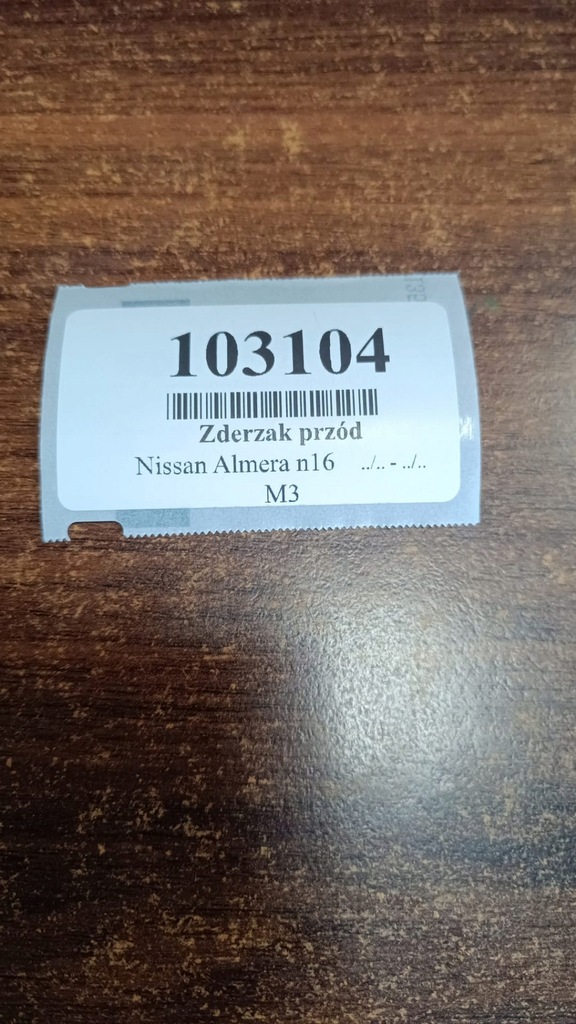 103104
Zderzak przód
Nissan Almera n16 ../.. - ../..
M3